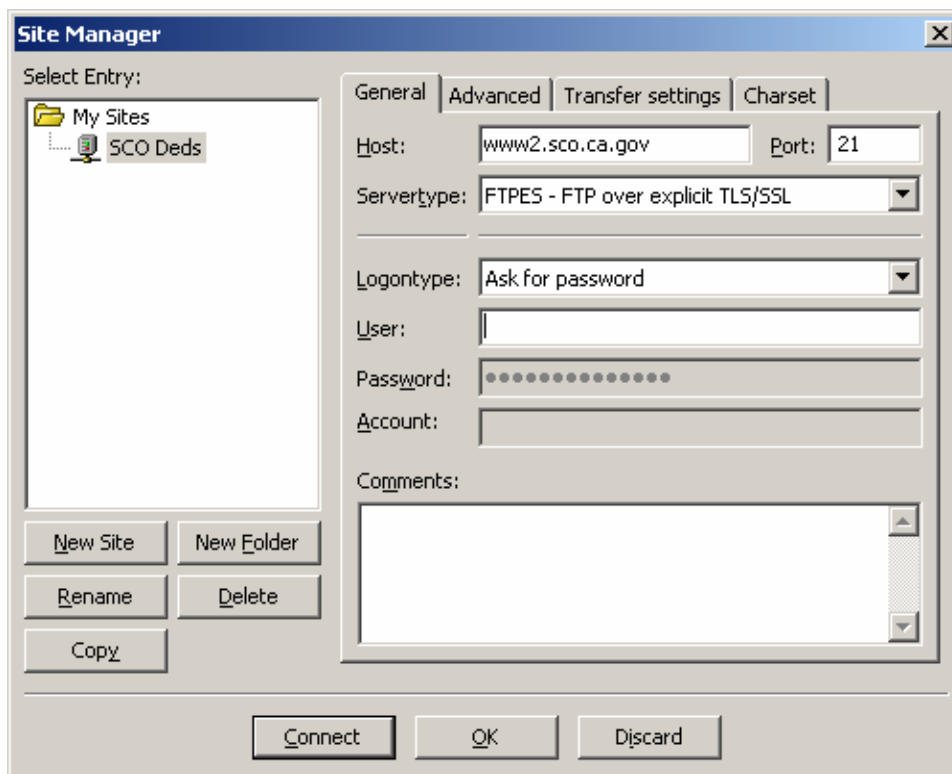 Site Manager
Select Entry:
My Sites
SCO Deds
New Site
New Folder
Rename
Delete
Copy
General
Advanced
Transfer settings
Charset
Host:
www2.sco.ca.gov
Port:
21
Servertype:
FTPES - FTP over explicit TLS/SSL
Logontype:
Ask for password
User:
Password:
Account:
Comments:
Connect
OK
Discard